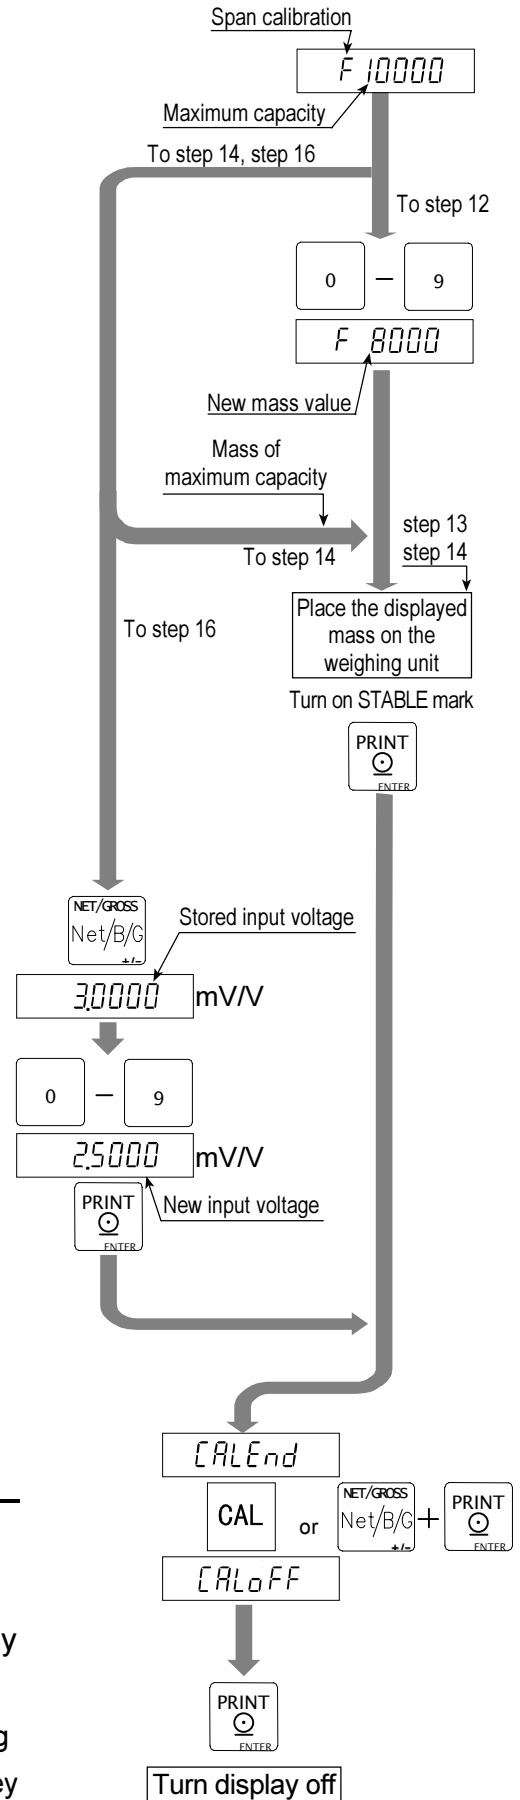 Span calibration
F 10000
Maximum capacity
To step 14, step 16
To step 12
0 – 9
F 8000
New mass value
Mass of
maximum capacity
To step 14
step 13
step 14
Place the displayed
mass on the
weighing unit
To step 16
Turn on STABLE mark
PRINT
ENTER
NET/GROSS
Net/B/G
+/-
Stored input voltage
3.0000 mV/V
0 – 9
2.5000 mV/V
PRINT
ENTER
New input voltage
CALEnd
CAL or NET/GROSS Net/B/G +/- + PRINT ENTER
CALoFF
y
PRINT
ENTER
g
ey
Turn display off